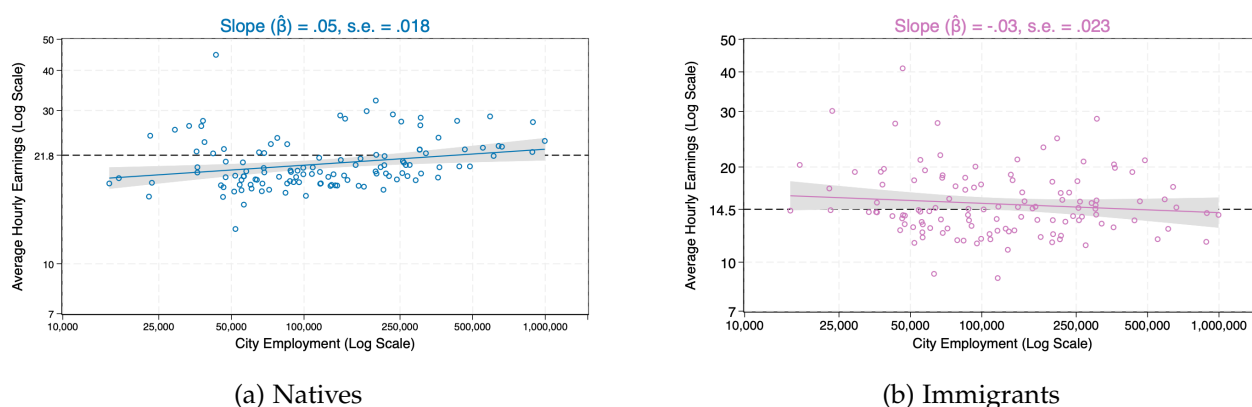 Slope (β̂) = .05, s.e. = .018
Average Hourly Earnings (Log Scale)
50
40
30
21.8
10
7
10,000 25,000 50,000 100,000 250,000 500,000 1,000,000
City Employment (Log Scale)
(a) Natives
Slope (β̂) = -.03, s.e. = .023
Average Hourly Earnings (Log Scale)
50
40
30
20
14.5
10
7
10,000 25,000 50,000 100,000 250,000 500,000 1,000,000
City Employment (Log Scale)
(b) Immigrants